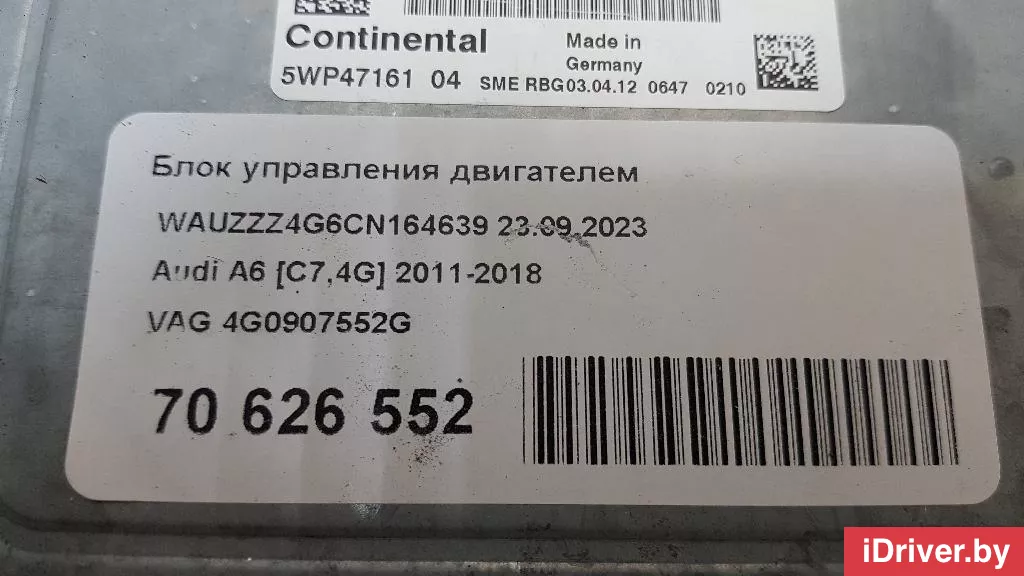 Continental
Made in
Germany
5WP47161 04 SME RBG03.04.12 0647 0210
Блок управления двигателем
WAUZZZ4G6CN164639 23.09.2023
Audi A6 [C7,4G] 2011-2018
VAG 4G0907552G
70 626 552
iDriver.by